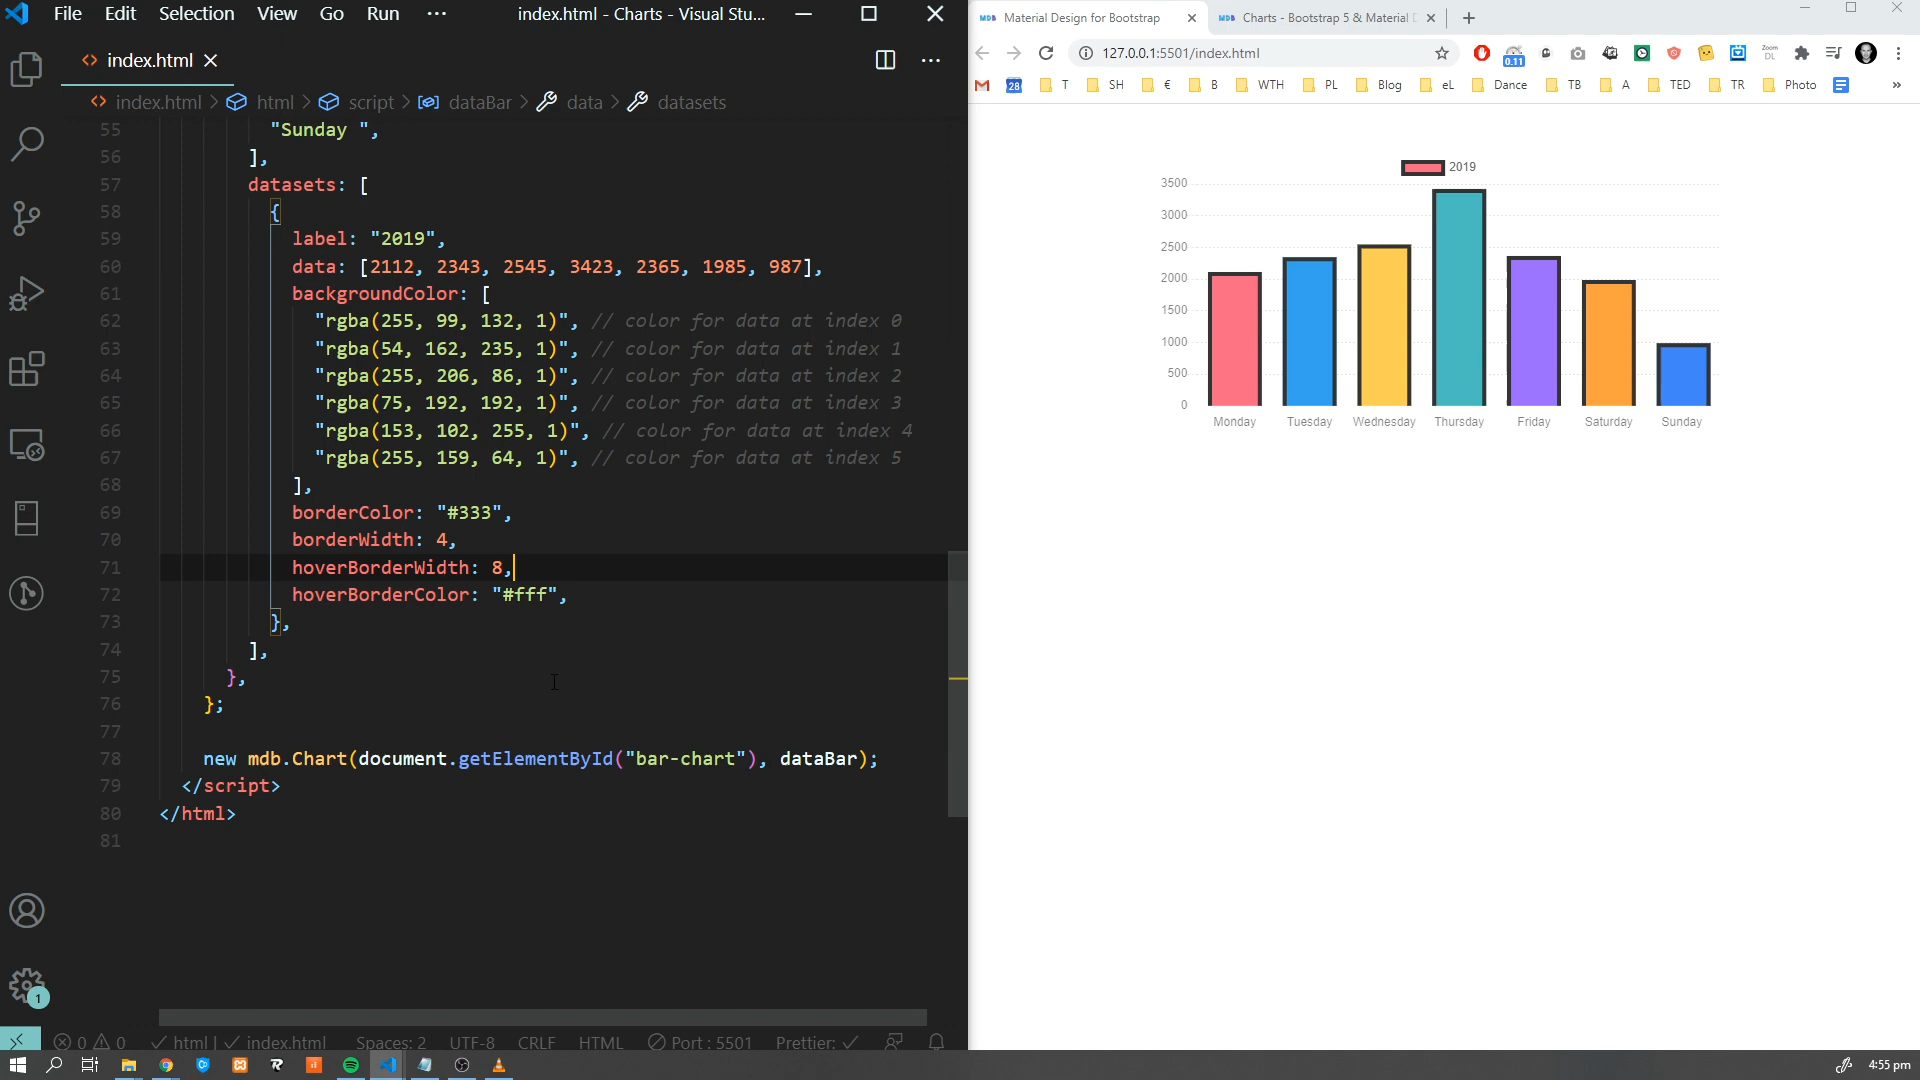 File Edit Selection View Go Run ··· index.html - Charts - Visual Stu...
index.html
index.html > html > script > dataBar > data > datasets
55 "Sunday ",
56 ],
57 datasets: [
58 {
59 label: "2019",
60 data: [2112, 2343, 2545, 3423, 2365, 1985, 987],
61 backgroundColor: [
62 "rgba(255, 99, 132, 1)", // color for data at index 0
63 "rgba(54, 162, 235, 1)", // color for data at index 1
64 "rgba(255, 206, 86, 1)", // color for data at index 2
65 "rgba(75, 192, 192, 1)", // color for data at index 3
66 "rgba(153, 102, 255, 1)", // color for data at index 4
67 "rgba(255, 159, 64, 1)", // color for data at index 5
68 ],
69 borderColor: "#333",
70 borderWidth: 4,
71 hoverBorderWidth: 8,
72 hoverBorderColor: "#fff",
73 },
74 ],
75 },
76 };
77
78 new mdb.Chart(document.getElementById("bar-chart"), dataBar);
79 </script>
80 </html>
81
1
0 0 html | index.html Spaces: 2 UTF-8 CRLF HTML Port : 5501 Prettier:
MDB Material Design for Bootstrap MDB Charts - Bootstrap 5 & Material
127.0.0.1:5501/index.html 0.11 Zoom DL
28 T SH € B WTH PL Blog eL Dance TB A TED TR Photo »
2019
3500
3000
2500
2000
1500
1000
500
0
Monday Tuesday Wednesday Thursday Friday Saturday Sunday
4:55 pm